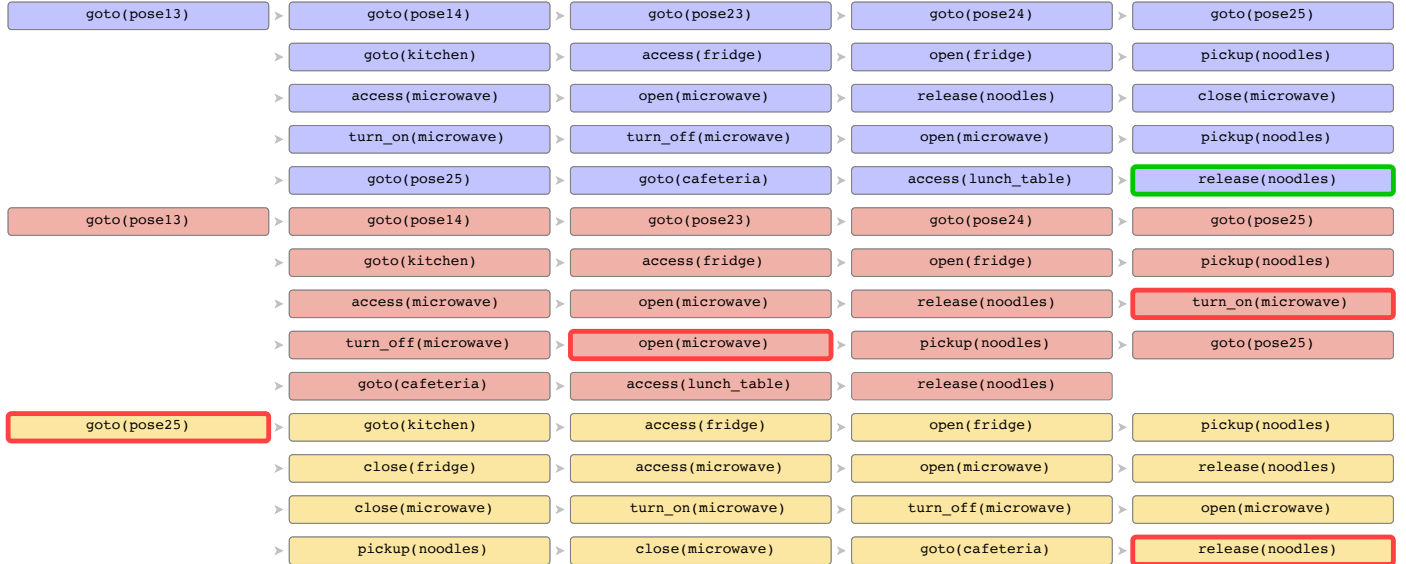 goto(pose13) goto(pose14) goto(pose23) goto(pose24) goto(pose25)
goto(kitchen) access(fridge) open(fridge) pickup(noodles)
access(microwave) open(microwave) release(noodles) close(microwave)
turn_on(microwave) turn_off(microwave) open(microwave) pickup(noodles)
goto(pose25) goto(cafeteria) access(lunch_table) release(noodles)
goto(pose13) goto(pose14) goto(pose23) goto(pose24) goto(pose25)
goto(kitchen) access(fridge) open(fridge) pickup(noodles)
access(microwave) open(microwave) release(noodles) turn_on(microwave)
turn_off(microwave) open(microwave) pickup(noodles) goto(pose25)
goto(cafeteria) access(lunch_table) release(noodles)
goto(pose25) goto(kitchen) access(fridge) open(fridge) pickup(noodles)
close(fridge) access(microwave) open(microwave) release(noodles)
close(microwave) turn_on(microwave) turn_off(microwave) open(microwave)
pickup(noodles) close(microwave) goto(cafeteria) release(noodles)